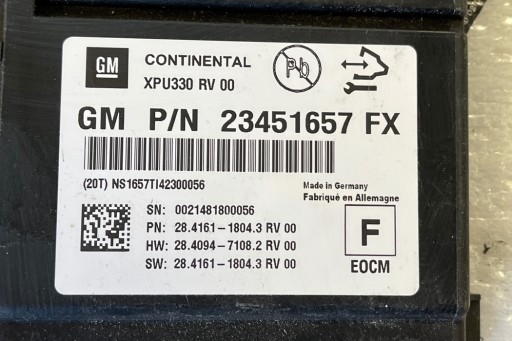 GM CONTINENTAL
XPU330 RV 00
Pb
GM P/N 23451657 FX
(20T) NS1657TI42300056
Made in Germany
Fabriqué en Allemagne
SN: 0021481800056
PN: 28.4161-1804.3 RV 00
HW: 28.4094-7108.2 RV 00
SW: 28.4161-1804.3 RV 00
F
EOCM